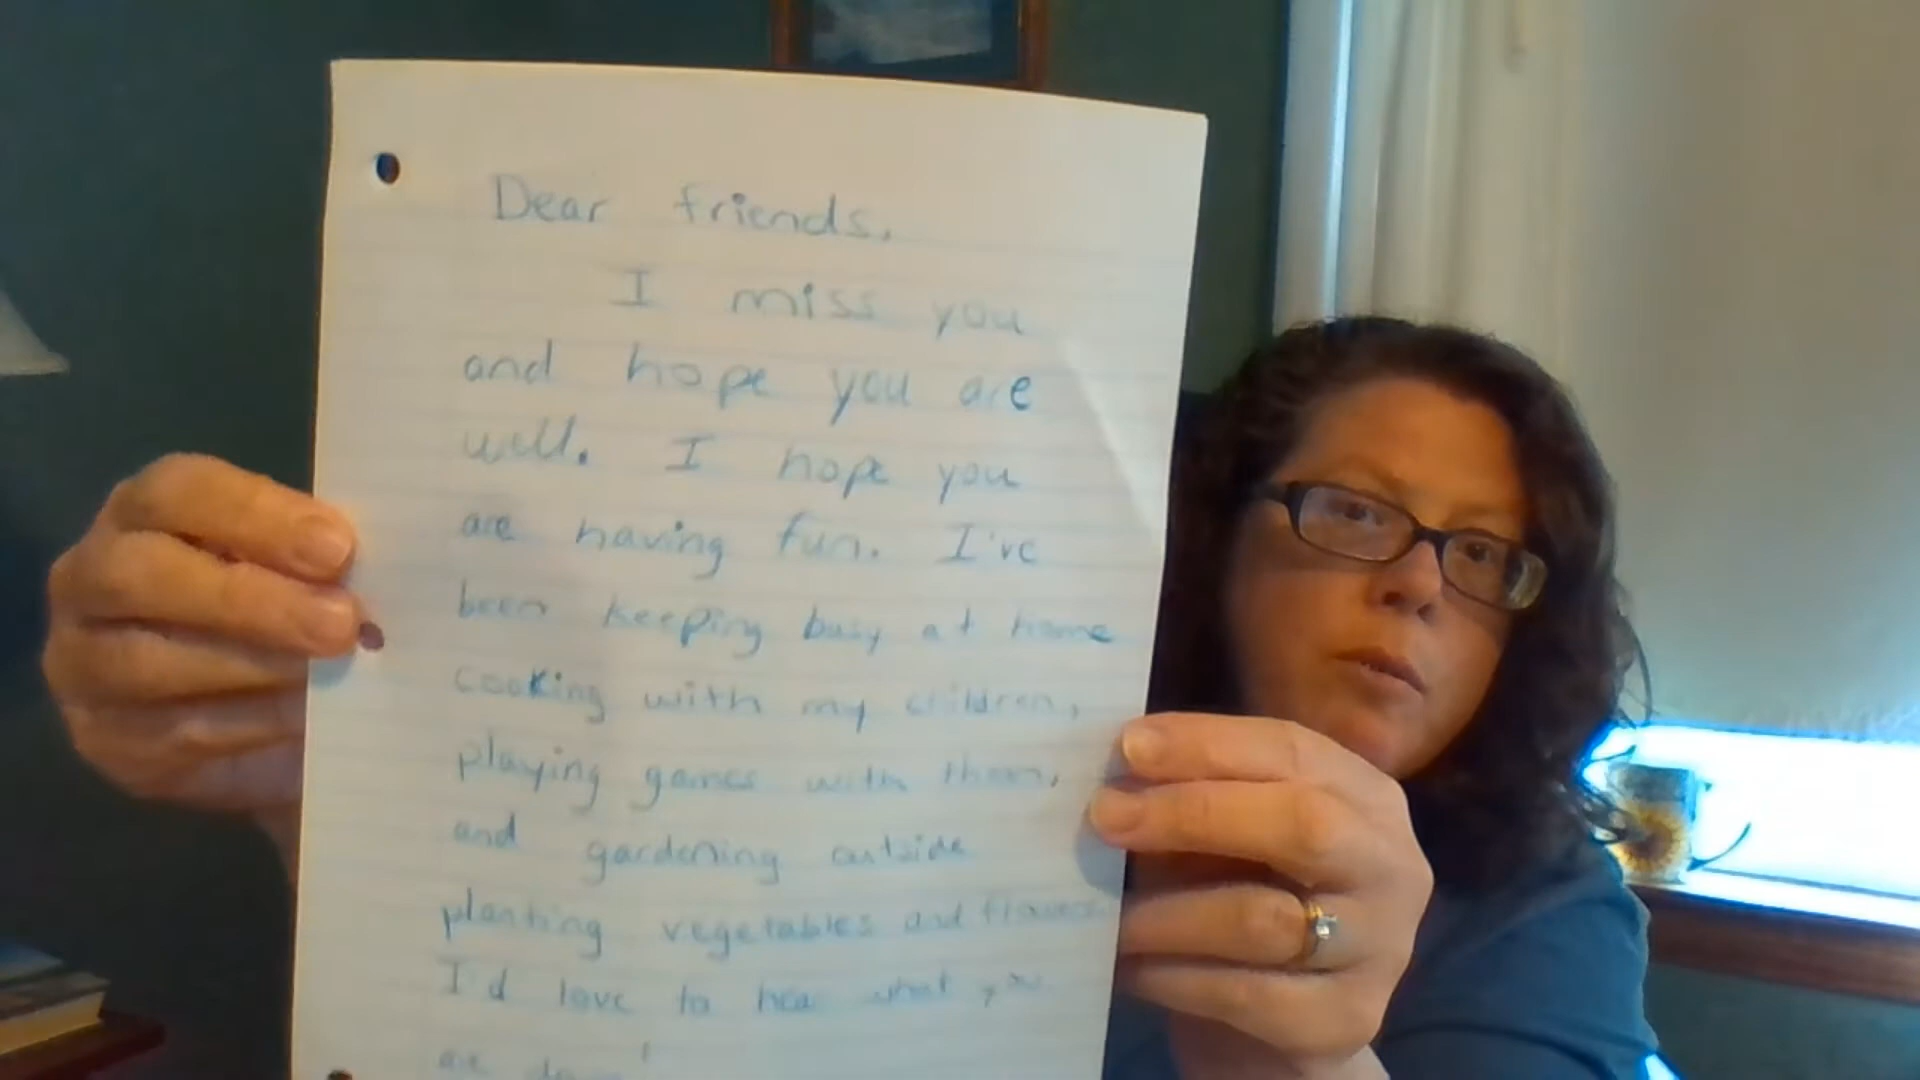 Dear friends,
I miss you
and hope you are
well. I hope you
are having fun. I've
been keeping busy at home
cooking with my children,
playing games with them,
and gardening outside
planting vegetables and flowers.
I'd love to hear what you
are doing!